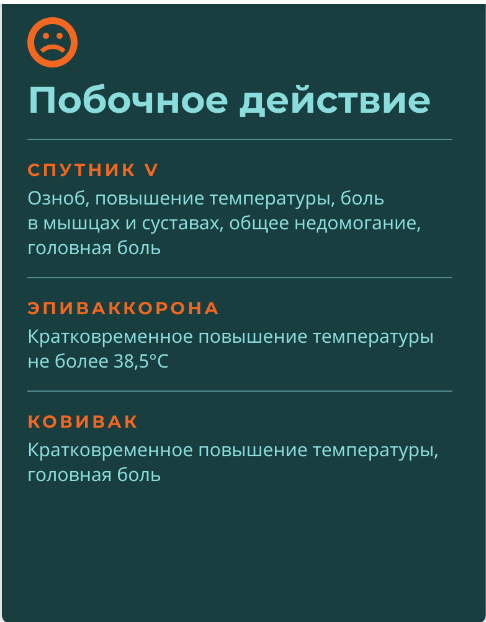 Побочное действие
СПУТНИК V
Озноб, повышение температуры, боль
в мышцах и суставах, общее недомогание,
головная боль
ЭПИВАККОРОНА
Кратковременное повышение температуры
не более 38,5°C
КОВИВАК
Кратковременное повышение температуры,
головная боль